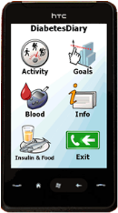 hTC
DiabetesDiary
Activity Goals
Blood Info
Insulin & Food Exit